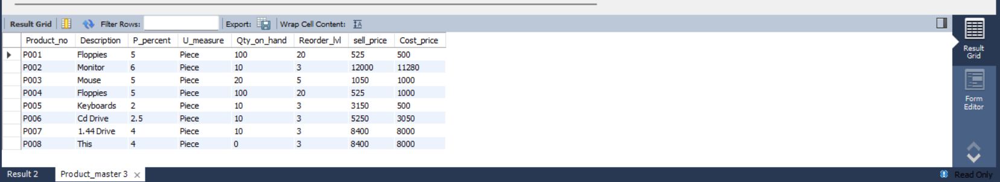 Result Grid Filter Rows: Export: Wrap Cell Content: IA
Product_no Description P_percent U_measure Qty_on_hand Reorder_lvl sell_price Cost_price
P001 Floppies 5 Piece 100 20 525 500
P002 Monitor 6 Piece 10 3 12000 11280
P003 Mouse 5 Piece 20 5 1050 1000
P004 Floppies 5 Piece 100 20 525 1000
P005 Keyboards 2 Piece 10 3 3150 500
P006 Cd Drive 2.5 Piece 10 3 5250 3050
P007 1.44 Drive 4 Piece 10 3 8400 8000
P008 This 4 Piece 0 3 8400 8000
Result
Grid
Form
Editor
Result 2 Product_master 3 × Read Only